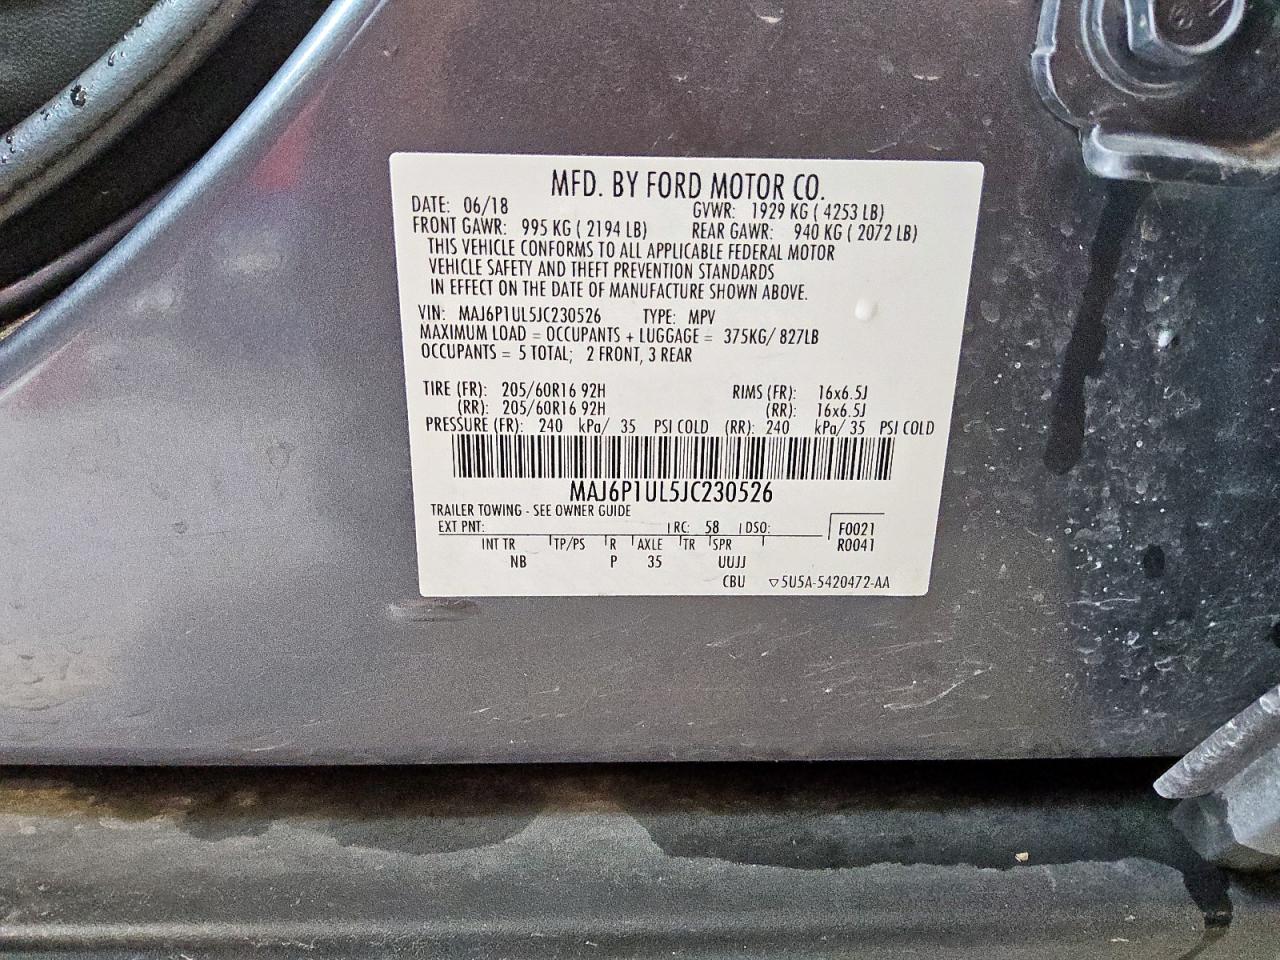 MFD. BY FORD MOTOR CO.
DATE: 06/18 GVWR: 1929 KG ( 4253 LB)
FRONT GAWR: 995 KG ( 2194 LB) REAR GAWR: 940 KG ( 2072 LB)
THIS VEHICLE CONFORMS TO ALL APPLICABLE FEDERAL MOTOR
VEHICLE SAFETY AND THEFT PREVENTION STANDARDS
IN EFFECT ON THE DATE OF MANUFACTURE SHOWN ABOVE.
VIN: MAJ6P1UL5JC230526 TYPE: MPV
MAXIMUM LOAD = OCCUPANTS + LUGGAGE = 375KG/ 827LB
OCCUPANTS = 5 TOTAL; 2 FRONT, 3 REAR
TIRE (FR): 205/60R16 92H RIMS (FR): 16x6.5J
(RR): 205/60R16 92H (RR): 16x6.5J
PRESSURE (FR): 240 kPa/ 35 PSI COLD (RR): 240 kPa/ 35 PSI COLD
MAJ6P1UL5JC230526
TRAILER TOWING - SEE OWNER GUIDE
EXT PNT: RC: 58 DSO: F0021
INT TR TP/PS R AXLE TR SPR R0041
NB P 35 UUJJ
CBU ▽5U5A-5420472-AA